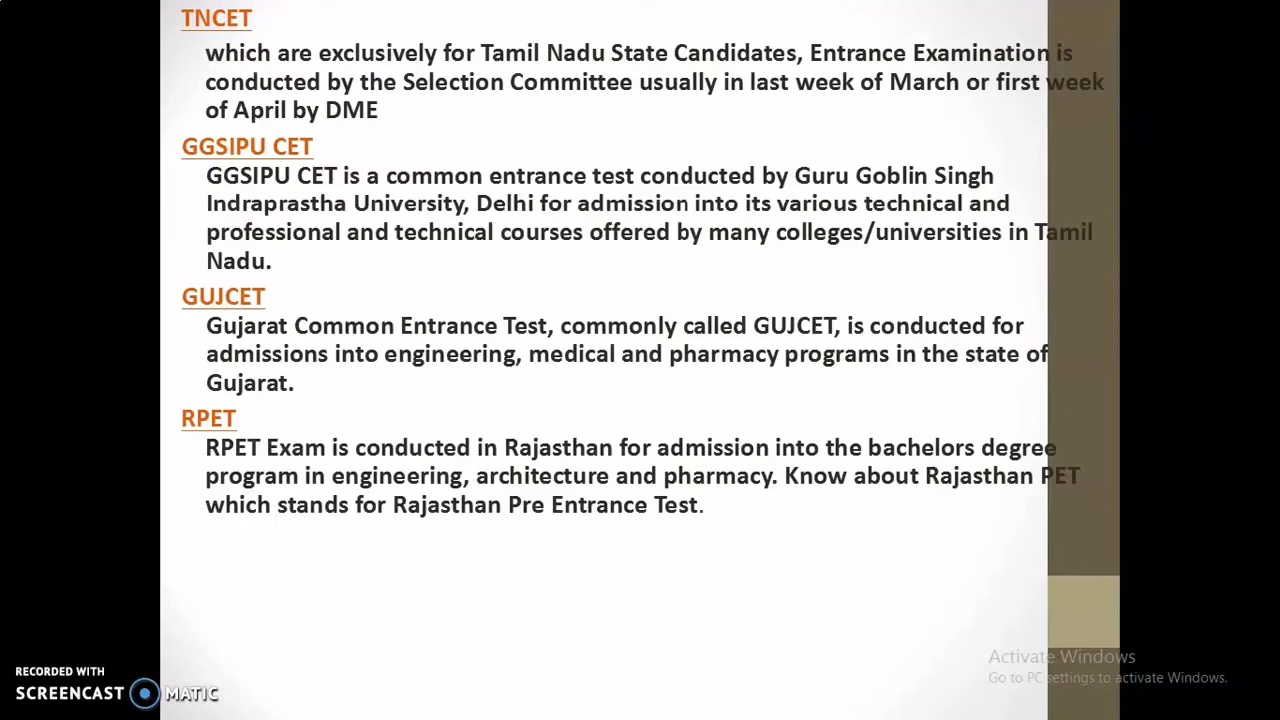 TNCET
which are exclusively for Tamil Nadu State Candidates, Entrance Examination is
conducted by the Selection Committee usually in last week of March or first week
of April by DME
GGSIPU CET
GGSIPU CET is a common entrance test conducted by Guru Goblin Singh
Indraprastha University, Delhi for admission into its various technical and
professional and technical courses offered by many colleges/universities in Tamil
Nadu.
GUJCET
Gujarat Common Entrance Test, commonly called GUJCET, is conducted for
admissions into engineering, medical and pharmacy programs in the state of
Gujarat.
RPET
RPET Exam is conducted in Rajasthan for admission into the bachelors degree
program in engineering, architecture and pharmacy. Know about Rajasthan PET
which stands for Rajasthan Pre Entrance Test.
Activate Windows
Go to PC settings to activate Windows.
RECORDED WITH
SCREENCAST MATIC